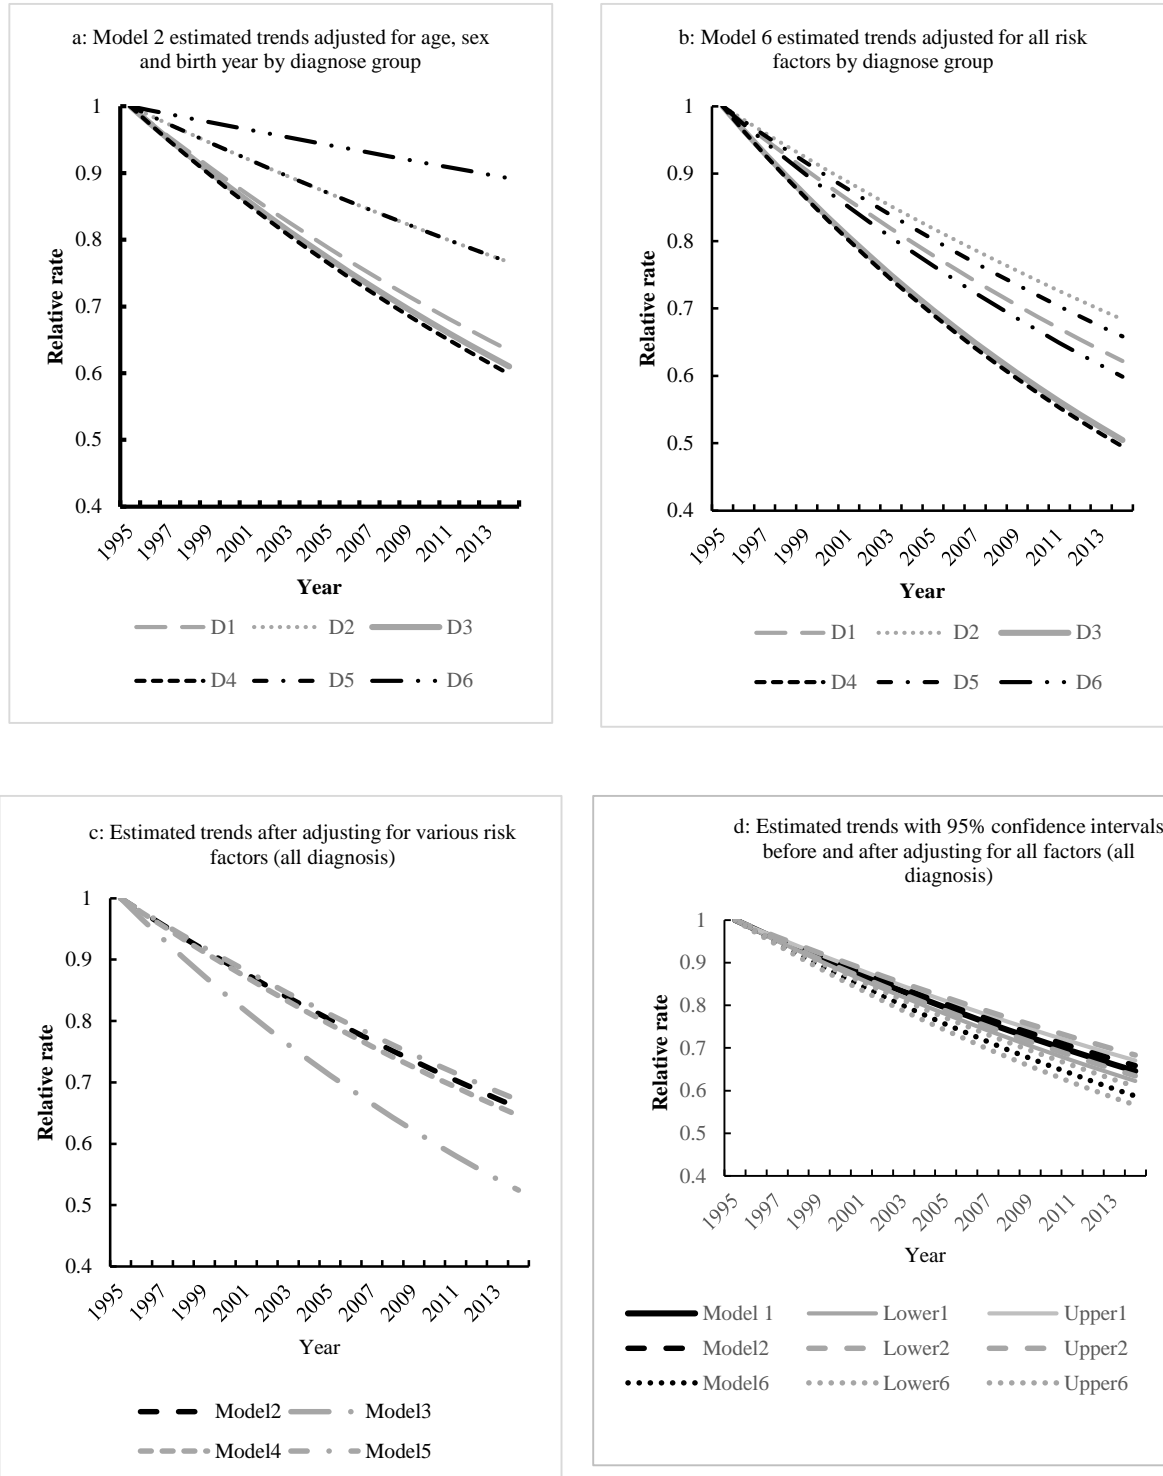 a: Model 2 estimated trends adjusted for age, sex
and birth year by diagnose group
1
0.9
0.8
0.7
0.6
0.5
0.4
Relative rate
1995 1997 1999 2001 2003 2005 2007 2009 2011 2013
Year
D1 D2 D3
D4 D5 D6
b: Model 6 estimated trends adjusted for all risk
factors by diagnose group
1
0.9
0.8
0.7
0.6
0.5
0.4
Relative rate
1995 1997 1999 2001 2003 2005 2007 2009 2011 2013
Year
D1 D2 D3
D4 D5 D6
c: Estimated trends after adjusting for various risk
factors (all diagnosis)
1
0.9
0.8
0.7
0.6
0.5
0.4
Relative rate
1995 1997 1999 2001 2003 2005 2007 2009 2011 2013
Year
Model2 Model3
Model4 Model5
d: Estimated trends with 95% confidence intervals
before and after adjusting for all factors (all
diagnosis)
1
0.9
0.8
0.7
0.6
0.5
0.4
Relative rate
1995 1997 1999 2001 2003 2005 2007 2009 2011 2013
Year
Model 1 Lower1 Upper1
Model2 Lower2 Upper2
Model6 Lower6 Upper6